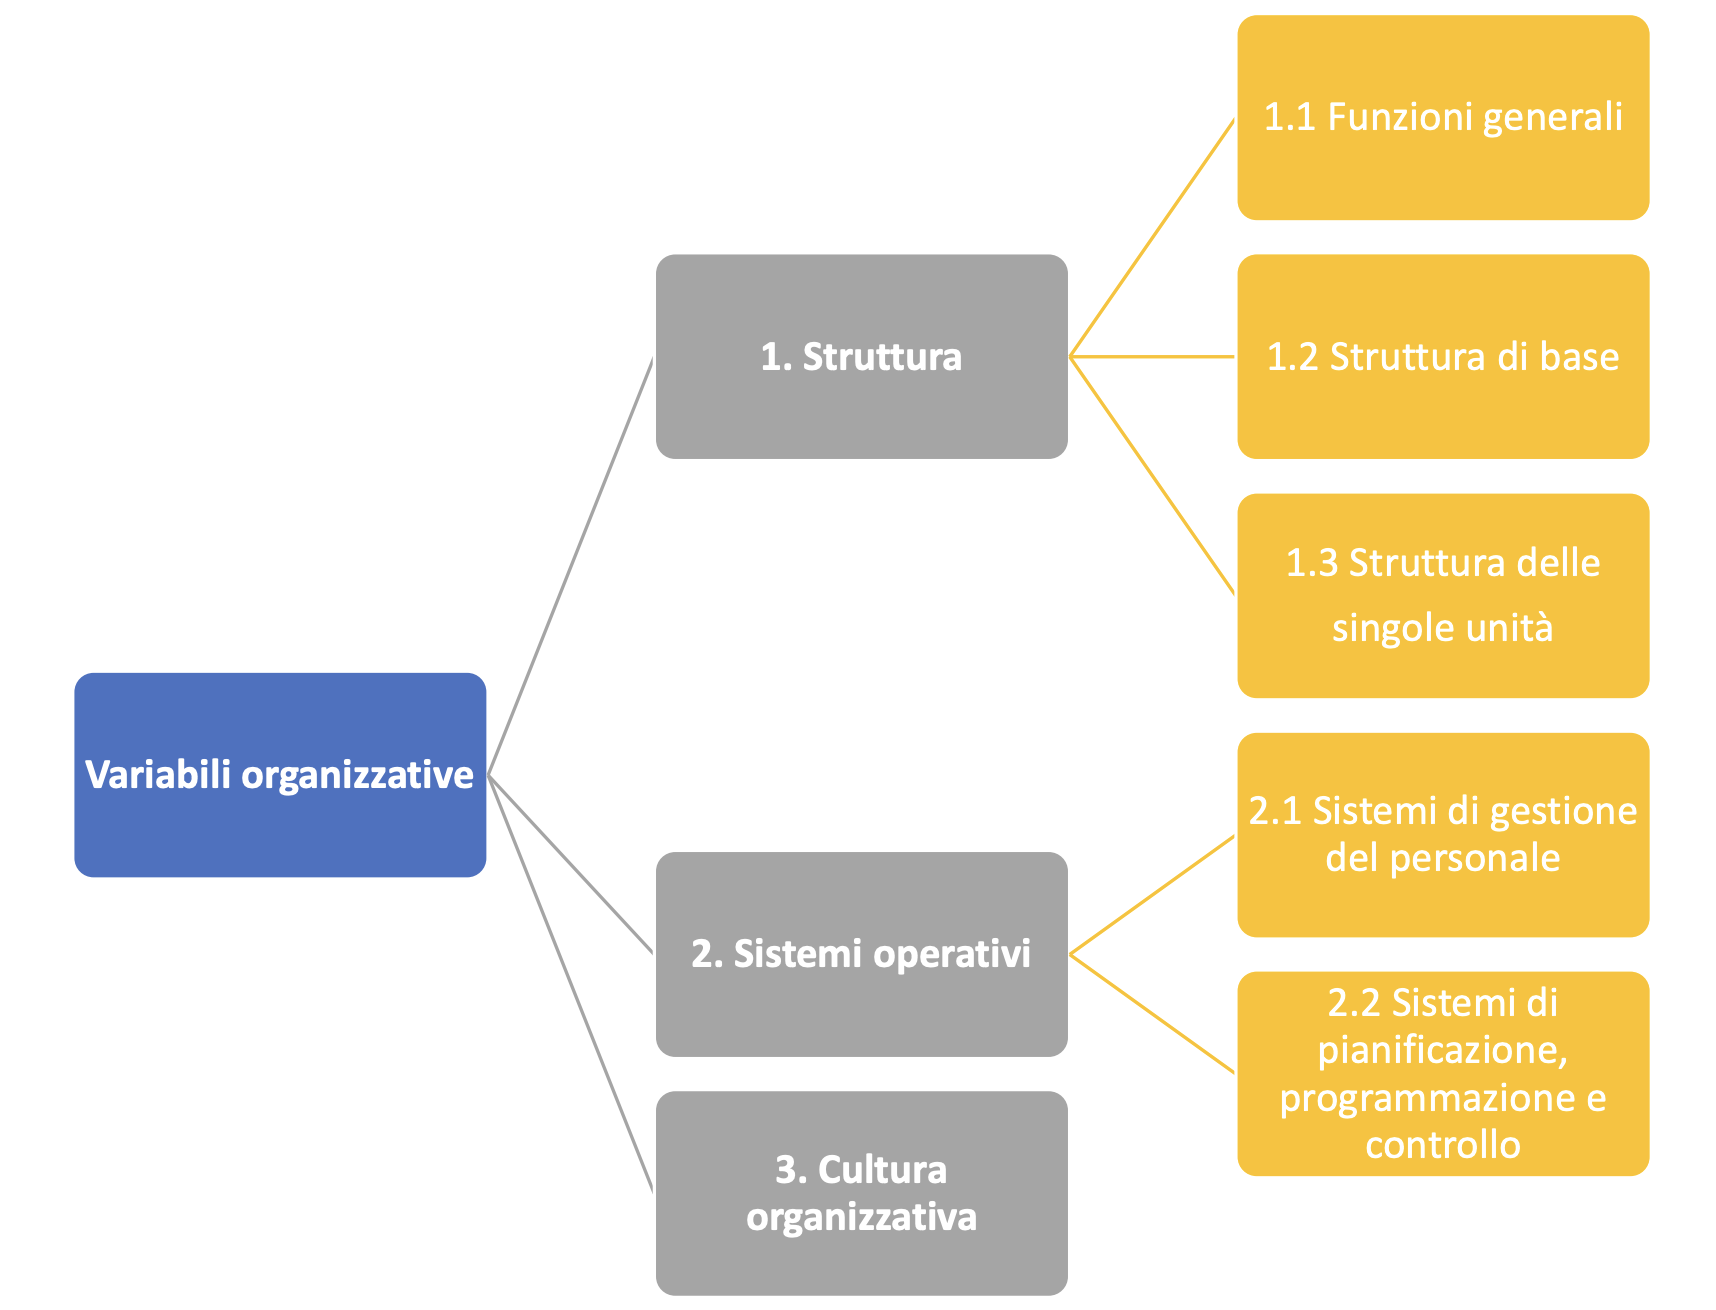 Variabili organizzative
1. Struttura
1.1 Funzioni generali
1.2 Struttura di base
1.3 Struttura delle
singole unità
2. Sistemi operativi
2.1 Sistemi di gestione
del personale
2.2 Sistemi di
pianificazione,
programmazione e
controllo
3. Cultura
organizzativa